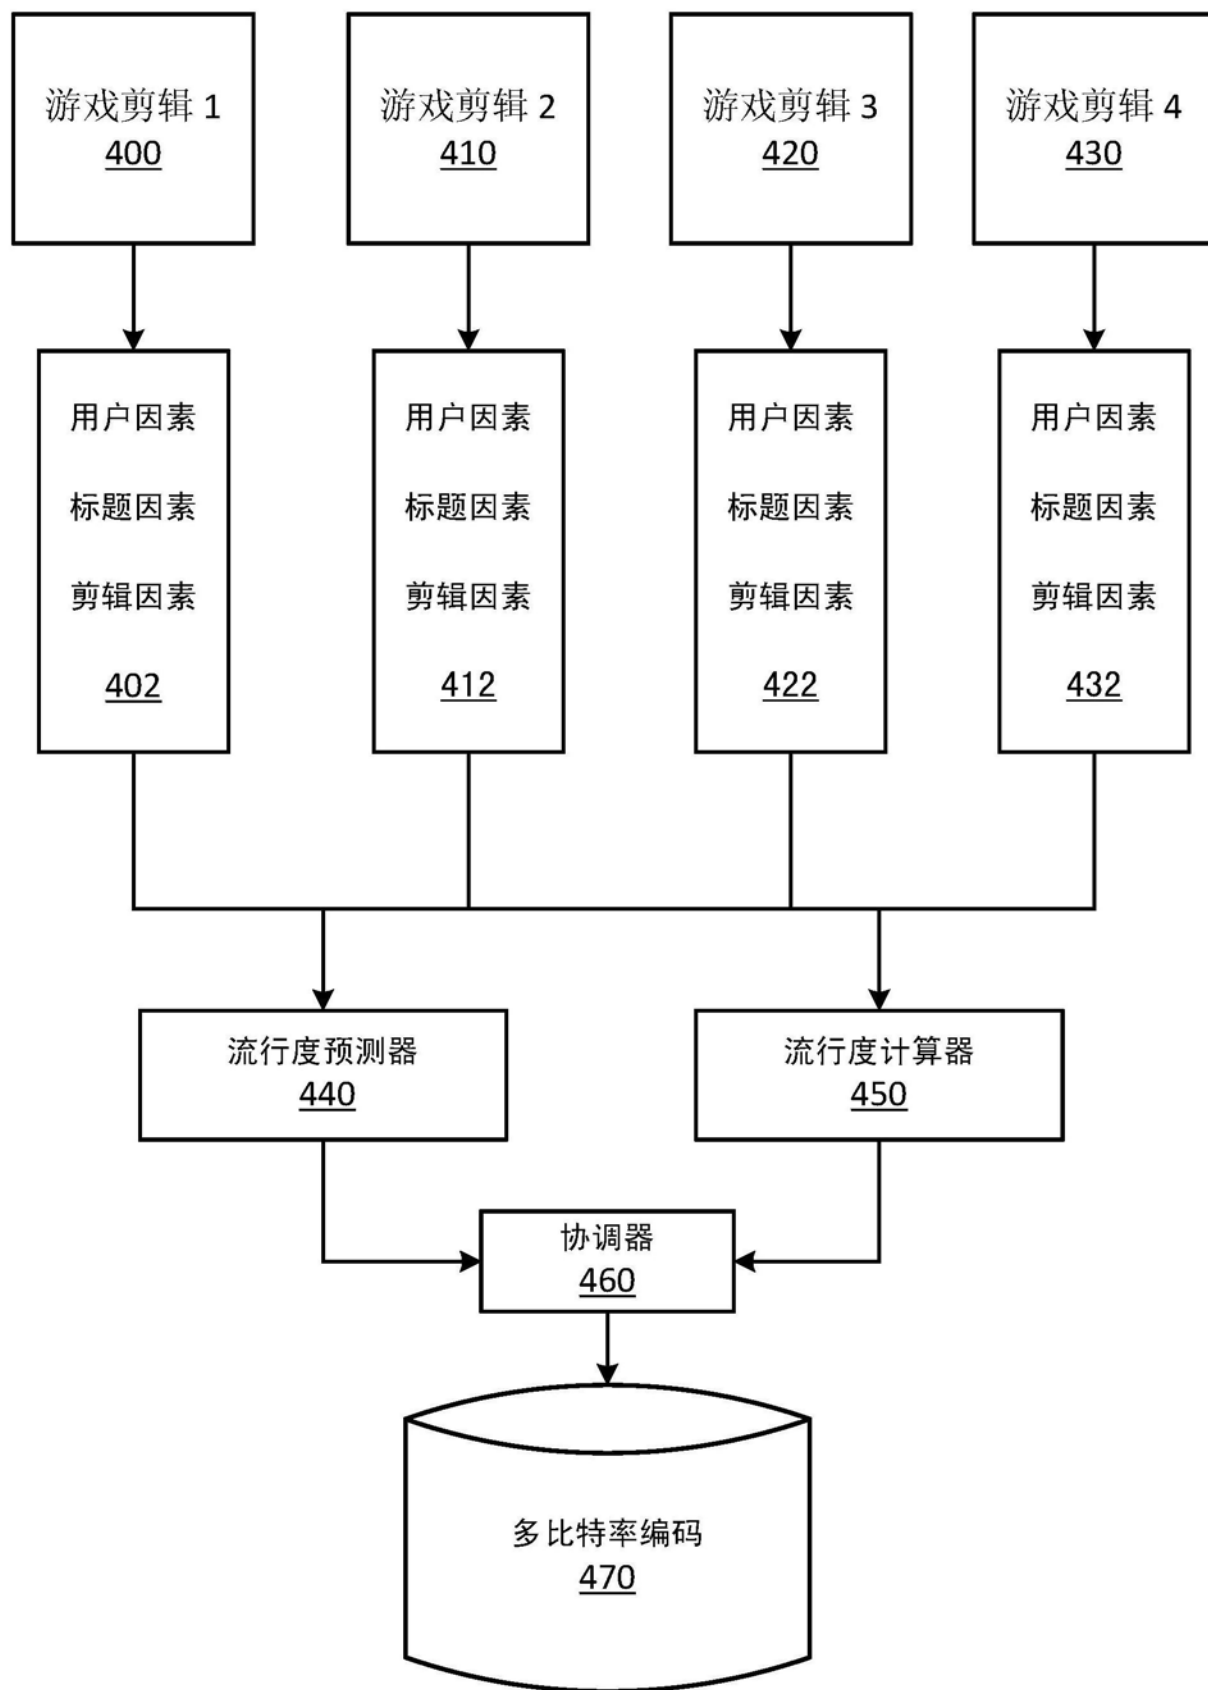 游戏剪辑 1
400
游戏剪辑 2
410
游戏剪辑 3
420
游戏剪辑 4
430
用户因素
标题因素
剪辑因素
402
用户因素
标题因素
剪辑因素
412
用户因素
标题因素
剪辑因素
422
用户因素
标题因素
剪辑因素
432
流行度预测器
440
流行度计算器
450
协调器
460
多比特率编码
470